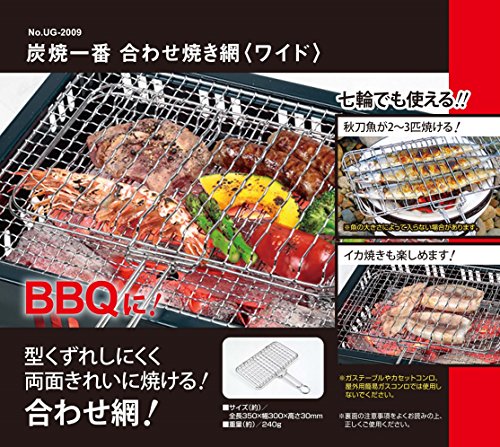 No.UG-2009
炭焼一番 合わせ焼き網〈ワイド〉
七輪でも使える!!
秋刀魚が2〜3匹焼ける!
※魚の大きさによって入らない場合があります。
イカ焼きも楽しめます!
BBQに!
型くずれしにくく
両面きれいに焼ける!
合わせ網!
■サイズ(約)/
全長350×幅300×高さ30mm
■重量(約)/240g
※ガステーブルやカセットコンロ、
屋外用簡易ガスコンロでは使用し
ないでください。
※裏面の注意事項をよくお読みの上、
正しくご使用ください。